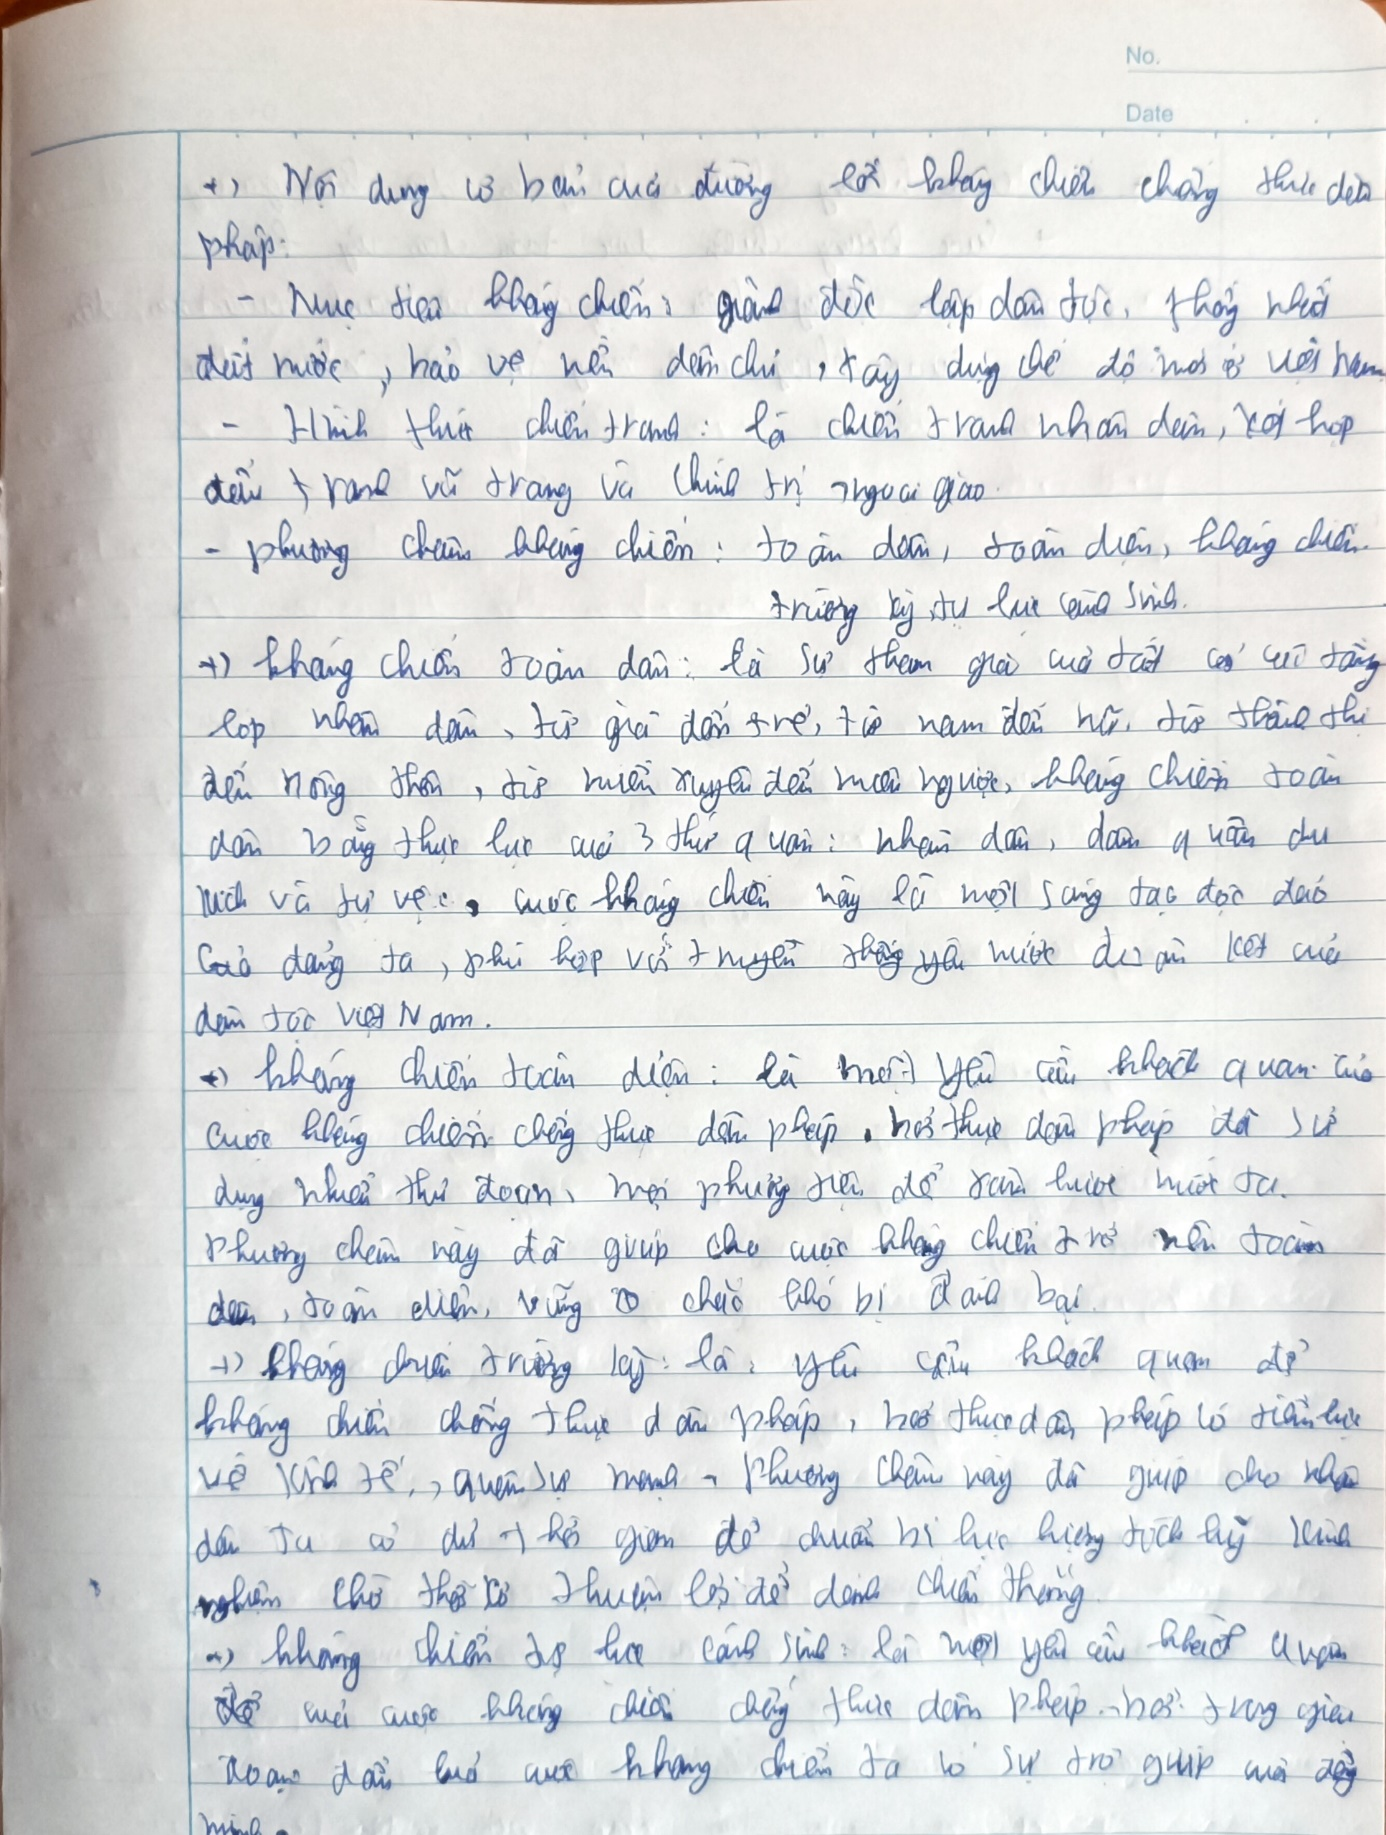 No.
Date
+) Nội dung cơ bản của đường lối kháng chiến chống thực dân
pháp:
- Mục tiêu kháng chiến: giành độc lập dân tộc, thống nhất
đất nước, bảo vệ nền dân chủ, xây dựng chế độ mới ở Việt Nam
- Hình thức chiến tranh: là chiến tranh nhân dân, kết hợp
đấu tranh vũ trang và chính trị ngoại giao.
- phương châm kháng chiến: toàn dân, toàn diện, kháng chiến
trường kỳ, tự lực cánh sinh.
+) kháng chiến toàn dân: là sự tham gia của tất cả các tầng
lớp nhân dân, từ già đến trẻ, từ nam đến nữ, từ thành thị
đến nông thôn, từ miền xuyên đến miền ngược, kháng chiến toàn
dân bằng thực lực của 3 thứ quân: nhân dân, dân quân du
kích và tự vệ. cuộc kháng chiến này là một sáng tạo độc đáo
của đảng ta, phù hợp với truyền thống yêu nước đoàn kết của
dân tộc Việt Nam.
+) kháng chiến toàn diện: là một yêu cầu khách quan của
cuộc kháng chiến chống thực dân pháp, bởi thực dân pháp đã sử
dụng nhiều thủ đoạn, mọi phương tiện để xâm lược nước ta.
Phương châm này đã giúp cho cuộc kháng chiến trở nên toàn
dân, toàn diện, vững chắc khó bị đánh bại.
+) kháng chiến trường kỳ: là yêu cầu khách quan để
kháng chiến chống thực dân pháp, bởi thực dân pháp có tiềm lực
về kinh tế, quân sự mạnh, Phương châm này đã giúp cho nhân
dân ta có đủ thời gian để chuẩn bị lực lượng tích luỹ kinh
nghiệm chờ thời cơ thuận lợi để dành chiến thắng.
+) kháng chiến tự lực cánh sinh: là một yêu cầu khách quan
của cuộc kháng chiến chống thực dân pháp, bởi trong giai
đoạn đầu cuộc kháng chiến ta có sự trợ giúp của đồng
minh.